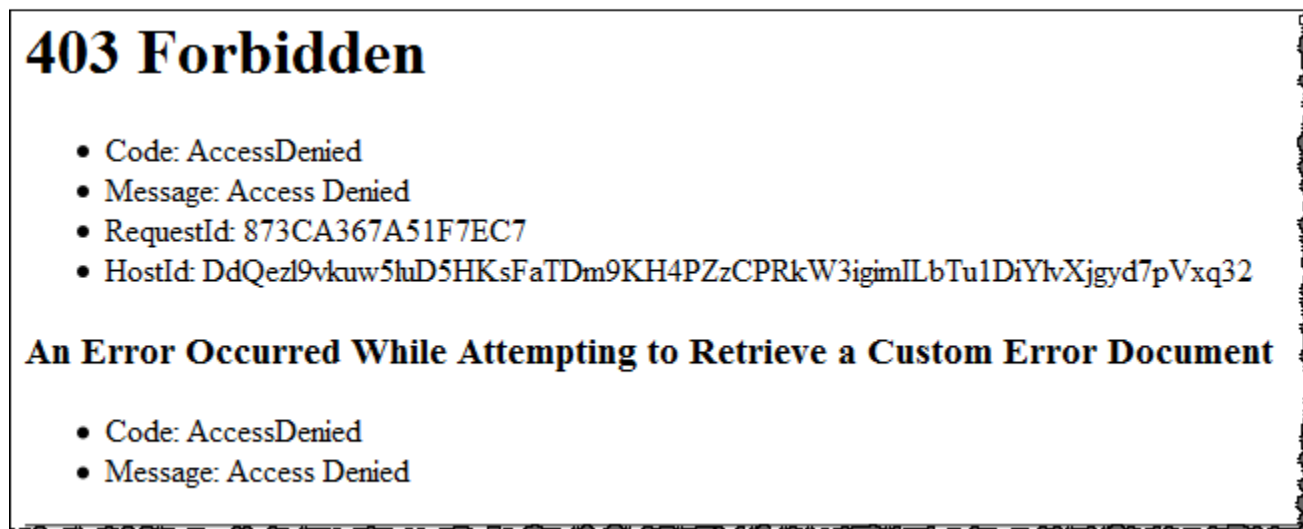 403 Forbidden
• Code: AccessDenied
• Message: Access Denied
• RequestId: 873CA367A51F7EC7
• HostId: DdQezl9vkuw5luD5HKsFaTDm9KH4PZzCPRkW3igimILbTu1DiYlvXjgyd7pVxq32
An Error Occurred While Attempting to Retrieve a Custom Error Document
• Code: AccessDenied
• Message: Access Denied